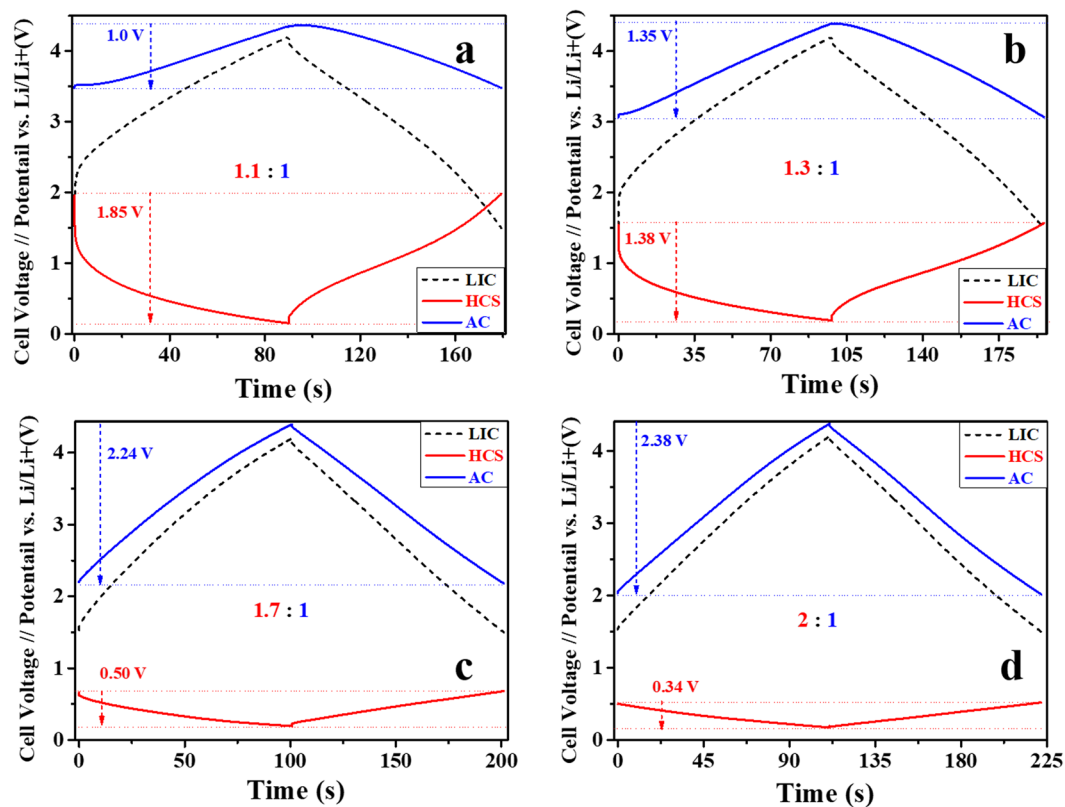 Cell Voltage // Potentail vs. Li/Li+(V)
4
3
2
1
0
1.0 V
a
1.1 : 1
1.85 V
LIC
HCS
AC
0 40 80 120 160
Time (s)
Cell Voltage // Potentail vs. Li/Li+(V)
4
3
2
1
0
1.35 V
b
1.3 : 1
1.38 V
LIC
HCS
AC
0 35 70 105 140 175
Time (s)
Cell Voltage // Potentail vs. Li/Li+(V)
4
3
2
1
0
2.24 V
LIC
HCS
AC
1.7 : 1
c
0.50 V
0 50 100 150 200
Time (s)
Cell Voltage // Potentail vs. Li/Li+(V)
4
3
2
1
0
2.38 V
LIC
HCS
AC
2 : 1
d
0.34 V
0 45 90 135 180 225
Time (s)